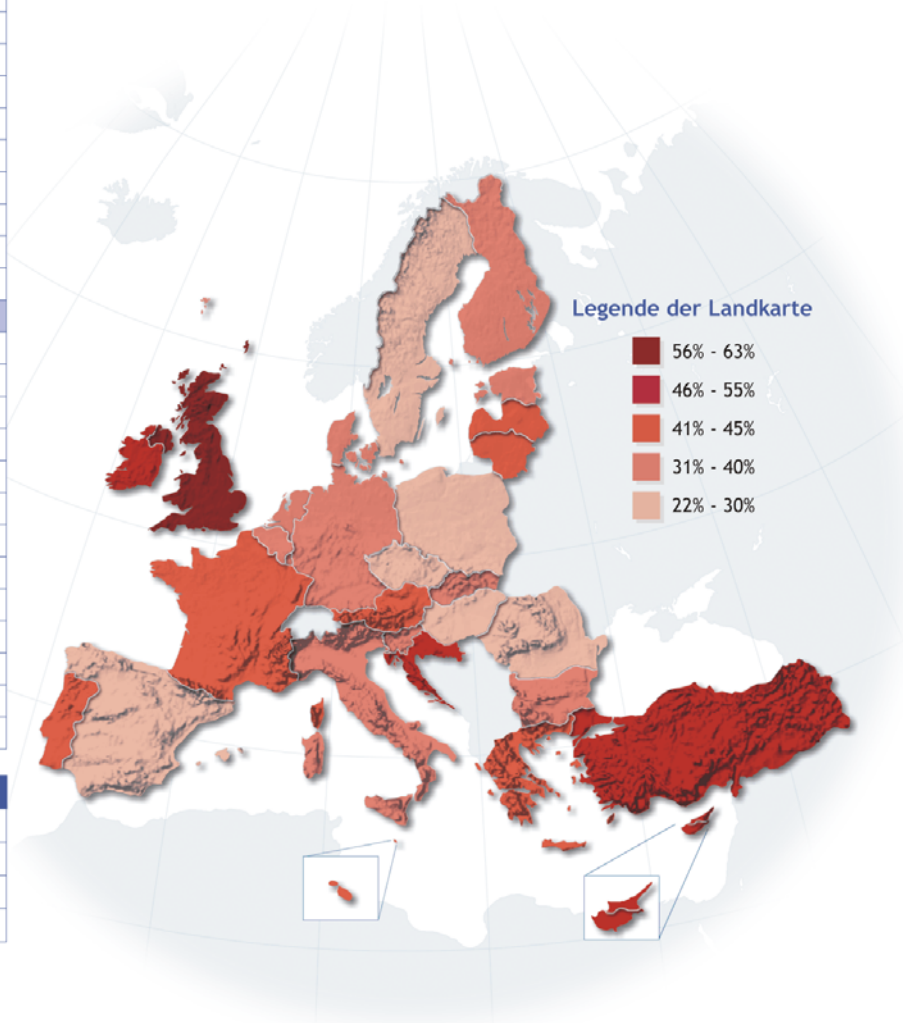 Legende der Landkarte
56% - 63%
46% - 55%
41% - 45%
31% - 40%
22% - 30%